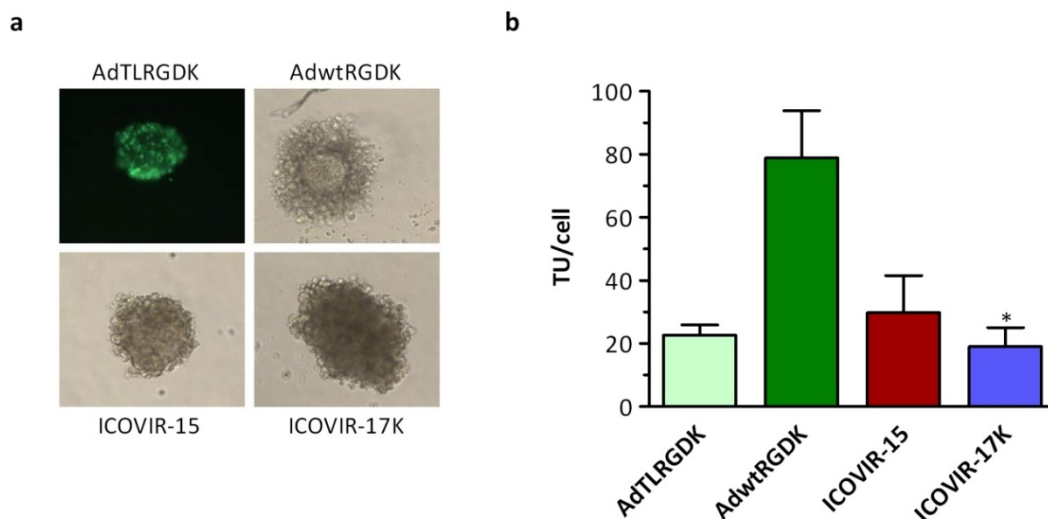 a
AdTLRGDK AdwtRGDK
ICOVIR-15 ICOVIR-17K
b
TU/cell
100
80
60
40
20
0
*
AdTLRGDK
AdwtRGDK
ICOVIR-15
ICOVIR-17K